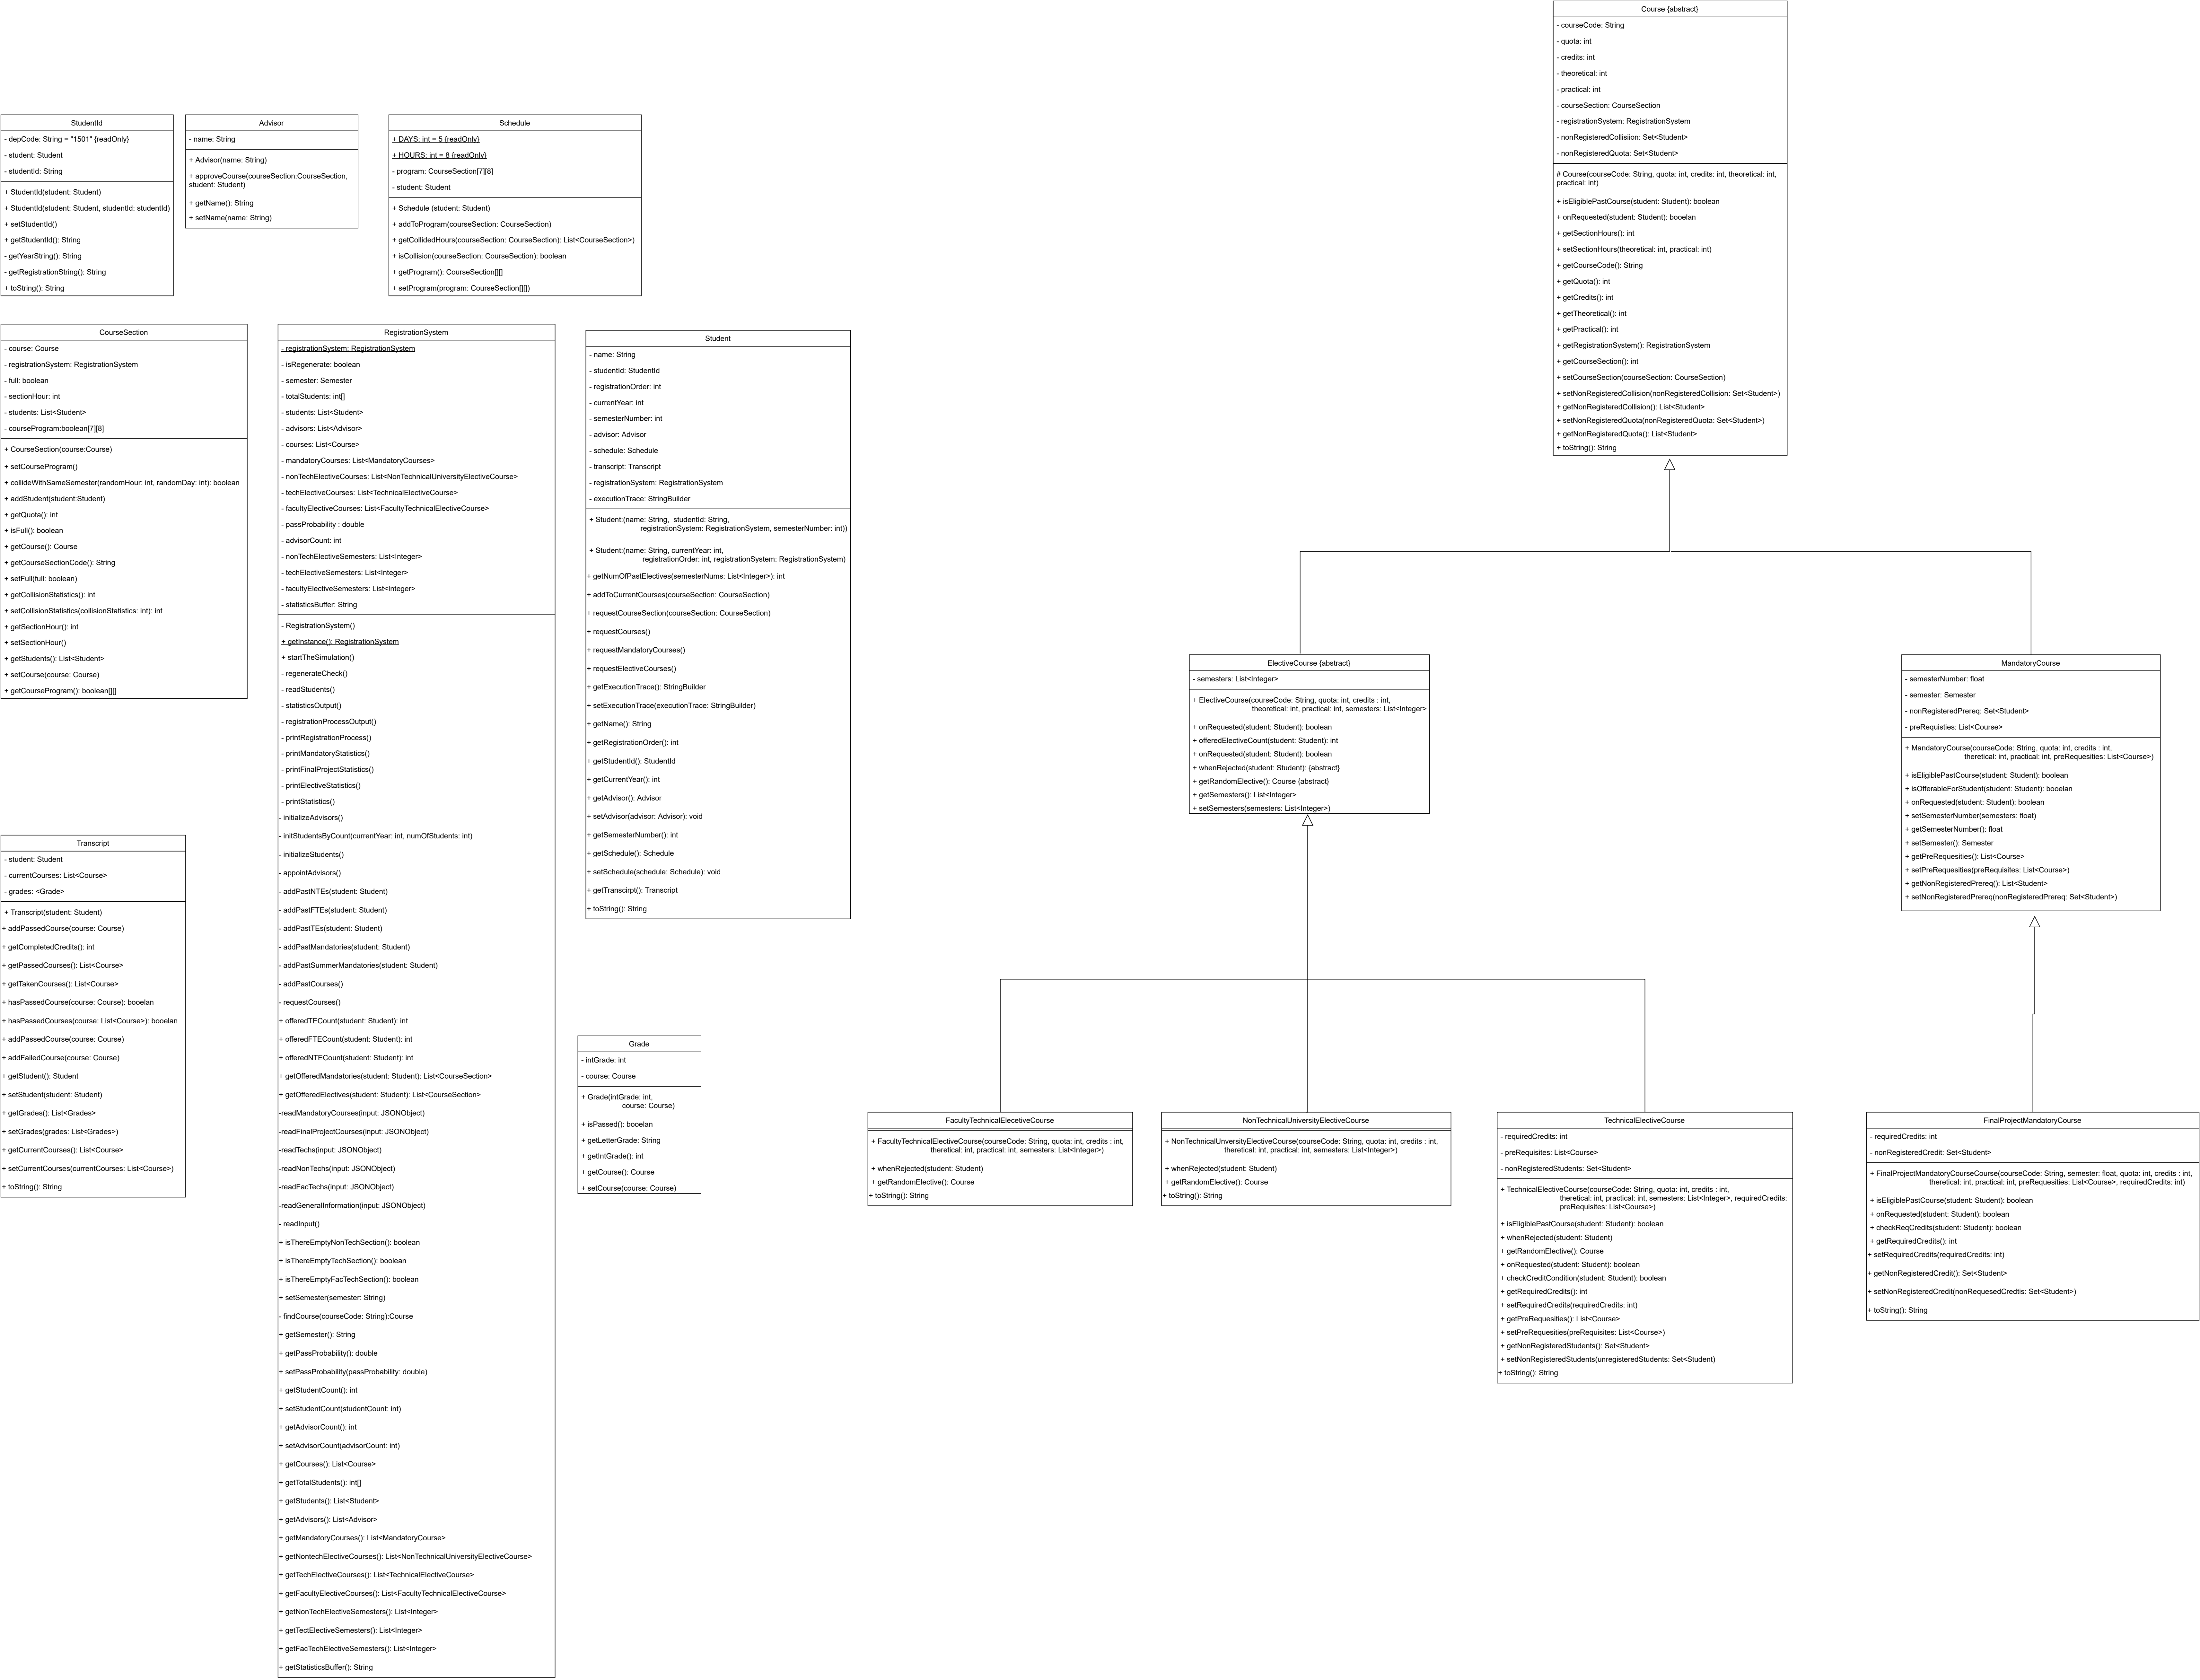 Course {abstract}
- courseCode: String
- quota: int
- credits: int
- theoretical: int
- practical: int
- courseSection: CourseSection
- registrationSystem: RegistrationSystem
- nonRegisteredCollisiion: Set<Student>
- nonRegisteredQuota: Set<Student>
# Course(courseCode: String, quota: int, credits: int, theoretical: int,
practical: int)
+ isEligiblePastCourse(student: Student): boolean
+ onRequested(student: Student): booelan
+ getSectionHours(): int
+ setSectionHours(theoretical: int, practical: int)
+ getCourseCode(): String
+ getQuota(): int
+ getCredits(): int
+ getTheoretical(): int
+ getPractical(): int
+ getRegistrationSystem(): RegistrationSystem
+ getCourseSection(): int
+ setCourseSection(courseSection: CourseSection)
+ setNonRegisteredCollision(nonRegisteredCollision: Set<Student>)
+ getNonRegisteredCollision(): List<Student>
+ setNonRegisteredQuota(nonRegisteredQuota: Set<Student>)
+ getNonRegisteredQuota(): List<Student>
+ toString(): String
StudentId
- depCode: String = "1501" {readOnly}
- student: Student
- studentId: String
+ StudentId(student: Student)
+ StudentId(student: Student, studentId: studentId)
+ setStudentId()
+ getStudentId(): String
- getYearString(): String
- getRegistrationString(): String
+ toString(): String
Advisor
- name: String
+ Advisor(name: String)
+ approveCourse(courseSection:CourseSection,
student: Student)
+ getName(): String
+ setName(name: String)
Schedule
+ DAYS: int = 5 {readOnly}
+ HOURS: int = 8 {readOnly}
- program: CourseSection[7][8]
- student: Student
+ Schedule (student: Student)
+ addToProgram(courseSection: CourseSection)
+ getCollidedHours(courseSection: CourseSection): List<CourseSection>)
+ isCollision(courseSection: CourseSection): boolean
+ getProgram(): CourseSection[][]
+ setProgram(program: CourseSection[][])
CourseSection
- course: Course
- registrationSystem: RegistrationSystem
- full: boolean
- sectionHour: int
- students: List<Student>
- courseProgram:boolean[7][8]
+ CourseSection(course:Course)
+ setCourseProgram()
+ collideWithSameSemester(randomHour: int, randomDay: int): boolean
+ addStudent(student:Student)
+ getQuota(): int
+ isFull(): boolean
+ getCourse(): Course
+ getCourseSectionCode(): String
+ setFull(full: boolean)
+ getCollisionStatistics(): int
+ setCollisionStatistics(collisionStatistics: int): int
+ getSectionHour(): int
+ setSectionHour()
+ getStudents(): List<Student>
+ setCourse(course: Course)
+ getCourseProgram(): boolean[][]
RegistrationSystem
- registrationSystem: RegistrationSystem
- isRegenerate: boolean
- semester: Semester
- totalStudents: int[]
- students: List<Student>
- advisors: List<Advisor>
- courses: List<Course>
- mandatoryCourses: List<MandatoryCourses>
- nonTechElectiveCourses: List<NonTechnicalUniversityElectiveCourse>
- techElectiveCourses: List<TechnicalElectiveCourse>
- facultyElectiveCourses: List<FacultyTechnicalElectiveCourse>
- passProbability : double
- advisorCount: int
- nonTechElectiveSemesters: List<Integer>
- techElectiveSemesters: List<Integer>
- facultyElectiveSemesters: List<Integer>
- statisticsBuffer: String
- RegistrationSystem()
+ getInstance(): RegistrationSystem
+ startTheSimulation()
- regenerateCheck()
- readStudents()
- statisticsOutput()
- registrationProcessOutput()
- printRegistrationProcess()
- printMandatoryStatistics()
- printFinalProjectStatistics()
- printElectiveStatistics()
- printStatistics()
- initializeAdvisors()
- initStudentsByCount(currentYear: int, numOfStudents: int)
- initializeStudents()
- appointAdvisors()
- addPastNTEs(student: Student)
- addPastFTEs(student: Student)
- addPastTEs(student: Student)
- addPastMandatories(student: Student)
- addPastSummerMandatories(student: Student)
- addPastCourses()
- requestCourses()
+ offeredTECount(student: Student): int
+ offeredFTECount(student: Student): int
+ offeredNTECount(student: Student): int
+ getOfferedMandatories(student: Student): List<CourseSection>
+ getOfferedElectives(student: Student): List<CourseSection>
-readMandatoryCourses(input: JSONObject)
-readFinalProjectCourses(input: JSONObject)
-readTechs(input: JSONObject)
-readNonTechs(input: JSONObject)
-readFacTechs(input: JSONObject)
-readGeneralInformation(input: JSONObject)
- readInput()
+ isThereEmptyNonTechSection(): boolean
+ isThereEmptyTechSection(): boolean
+ isThereEmptyFacTechSection(): boolean
+ setSemester(semester: String)
- findCourse(courseCode: String):Course
+ getSemester(): String
+ getPassProbability(): double
+ setPassProbability(passProbability: double)
+ getStudentCount(): int
+ setStudentCount(studentCount: int)
+ getAdvisorCount(): int
+ setAdvisorCount(advisorCount: int)
+ getCourses(): List<Course>
+ getTotalStudents(): int[]
+ getStudents(): List<Student>
+ getAdvisors(): List<Advisor>
+ getMandatoryCourses(): List<MandatoryCourse>
+ getNontechElectiveCourses(): List<NonTechnicalUniversityElectiveCourse>
+ getTechElectiveCourses(): List<TechnicalElectiveCourse>
+ getFacultyElectiveCourses(): List<FacultyTechnicalElectiveCourse>
+ getNonTechElectiveSemesters(): List<Integer>
+ getTectElectiveSemesters(): List<Integer>
+ getFacTechElectiveSemesters(): List<Integer>
+ getStatisticsBuffer(): String
Student
- name: String
- studentId: StudentId
- registrationOrder: int
- currentYear: int
- semesterNumber: int
- advisor: Advisor
- schedule: Schedule
- transcript: Transcript
- registrationSystem: RegistrationSystem
- executionTrace: StringBuilder
+ Student:(name: String, studentId: String,
registrationSystem: RegistrationSystem, semesterNumber: int))
+ Student:(name: String, currentYear: int,
registrationOrder: int, registrationSystem: RegistrationSystem)
+ getNumOfPastElectives(semesterNums: List<Integer>): int
+ addToCurrentCourses(courseSection: CourseSection)
+ requestCourseSection(courseSection: CourseSection)
+ requestCourses()
+ requestMandatoryCourses()
+ requestElectiveCourses()
+ getExecutionTrace(): StringBuilder
+ setExecutionTrace(executionTrace: StringBuilder)
+ getName(): String
+ getRegistrationOrder(): int
+ getStudentId(): StudentId
+ getCurrentYear(): int
+ getAdvisor(): Advisor
+ setAdvisor(advisor: Advisor): void
+ getSemesterNumber(): int
+ getSchedule(): Schedule
+ setSchedule(schedule: Schedule): void
+ getTranscirpt(): Transcript
+ toString(): String
Transcript
- student: Student
- currentCourses: List<Course>
- grades: <Grade>
+ Transcript(student: Student)
+ addPassedCourse(course: Course)
+ getCompletedCredits(): int
+ getPassedCourses(): List<Course>
+ getTakenCourses(): List<Course>
+ hasPassedCourse(course: Course): booelan
+ hasPassedCourses(course: List<Course>): booelan
+ addPassedCourse(course: Course)
+ addFailedCourse(course: Course)
+ getStudent(): Student
+ setStudent(student: Student)
+ getGrades(): List<Grades>
+ setGrades(grades: List<Grades>)
+ getCurrentCourses(): List<Course>
+ setCurrentCourses(currentCourses: List<Course>)
+ toString(): String
Grade
- intGrade: int
- course: Course
+ Grade(intGrade: int,
course: Course)
+ isPassed(): booelan
+ getLetterGrade: String
+ getIntGrade(): int
+ getCourse(): Course
+ setCourse(course: Course)
ElectiveCourse {abstract}
- semesters: List<Integer>
+ ElectiveCourse(courseCode: String, quota: int, credits : int,
theoretical: int, practical: int, semesters: List<Integer>
+ onRequested(student: Student): boolean
+ offeredElectiveCount(student: Student): int
+ onRequested(student: Student): boolean
+ whenRejected(student: Student): {abstract}
+ getRandomElective(): Course {abstract}
+ getSemesters(): List<Integer>
+ setSemesters(semesters: List<Integer>)
MandatoryCourse
- semesterNumber: float
- semester: Semester
- nonRegisteredPrereq: Set<Student>
- preRequisties: List<Course>
+ MandatoryCourse(courseCode: String, quota: int, credits : int,
theretical: int, practical: int, preRequesities: List<Course>)
+ isEligiblePastCourse(student: Student): boolean
+ isOfferableForStudent(student: Student): booelan
+ onRequested(student: Student): boolean
+ setSemesterNumber(semesters: float)
+ getSemesterNumber(): float
+ setSemester(): Semester
+ getPreRequesities(): List<Course>
+ setPreRequesities(preRequisites: List<Course>)
+ getNonRegisteredPrereq(): List<Student>
+ setNonRegisteredPrereq(nonRegisteredPrereq: Set<Student>)
FacultyTechnicalElecetiveCourse
+ FacultyTechnicalElectiveCourse(courseCode: String, quota: int, credits : int,
theretical: int, practical: int, semesters: List<Integer>)
+ whenRejected(student: Student)
+ getRandomElective(): Course
+ toString(): String
NonTechnicalUniversityElectiveCourse
+ NonTechnicalUnversityElectiveCourse(courseCode: String, quota: int, credits : int,
theretical: int, practical: int, semesters: List<Integer>)
+ whenRejected(student: Student)
+ getRandomElective(): Course
+ toString(): String
TechnicalElectiveCourse
- requiredCredits: int
- preRequisites: List<Course>
- nonRegisteredStudents: Set<Student>
+ TechnicalElectiveCourse(courseCode: String, quota: int, credits : int,
theretical: int, practical: int, semesters: List<Integer>, requiredCredits:
preRequisites: List<Course>)
+ isEligiblePastCourse(student: Student): boolean
+ whenRejected(student: Student)
+ getRandomElective(): Course
+ onRequested(student: Student): boolean
+ checkCreditCondition(student: Student): boolean
+ getRequiredCredits(): int
+ setRequiredCredits(requiredCredits: int)
+ getPreRequesities(): List<Course>
+ setPreRequesities(preRequisites: List<Course>)
+ getNonRegisteredStudents(): Set<Student>
+ setNonRegisteredStudents(unregisteredStudents: Set<Student)
+ toString(): String
FinalProjectMandatoryCourse
- requiredCredits: int
- nonRegisteredCredit: Set<Student>
+ FinalProjectMandatoryCourseCourse(courseCode: String, semester: float, quota: int, credits : int,
theretical: int, practical: int, preRequesities: List<Course>, requiredCredits: int)
+ isEligiblePastCourse(student: Student): boolean
+ onRequested(student: Student): boolean
+ checkReqCredits(student: Student): boolean
+ getRequiredCredits(): int
+ setRequiredCredits(requiredCredits: int)
+ getNonRegisteredCredit(): Set<Student>
+ setNonRegisteredCredit(nonRequesedCredtis: Set<Student>)
+ toString(): String